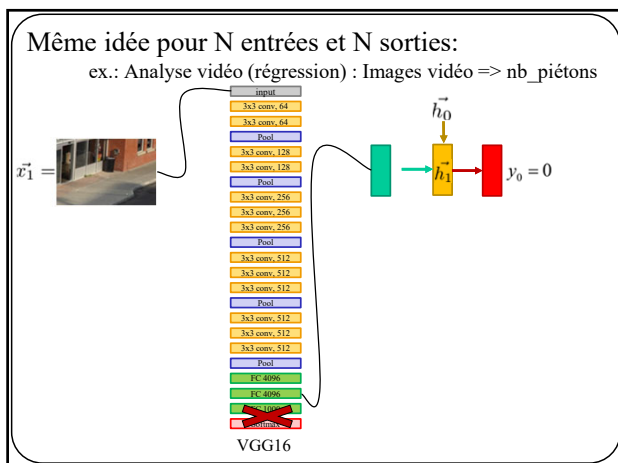 Même idée pour N entrées et N sorties:
ex.: Analyse vidéo (régression) : Images vidéo => nb_piétons
input
3x3 conv, 64
3x3 conv, 64
Pool
3x3 conv, 128
3x3 conv, 128
Pool
3x3 conv, 256
3x3 conv, 256
3x3 conv, 256
Pool
3x3 conv, 512
3x3 conv, 512
3x3 conv, 512
Pool
3x3 conv, 512
3x3 conv, 512
3x3 conv, 512
Pool
FC 4096
FC 4096
VGG16
x⃗₁ =
h⃗₀
h⃗₁
y₀ = 0